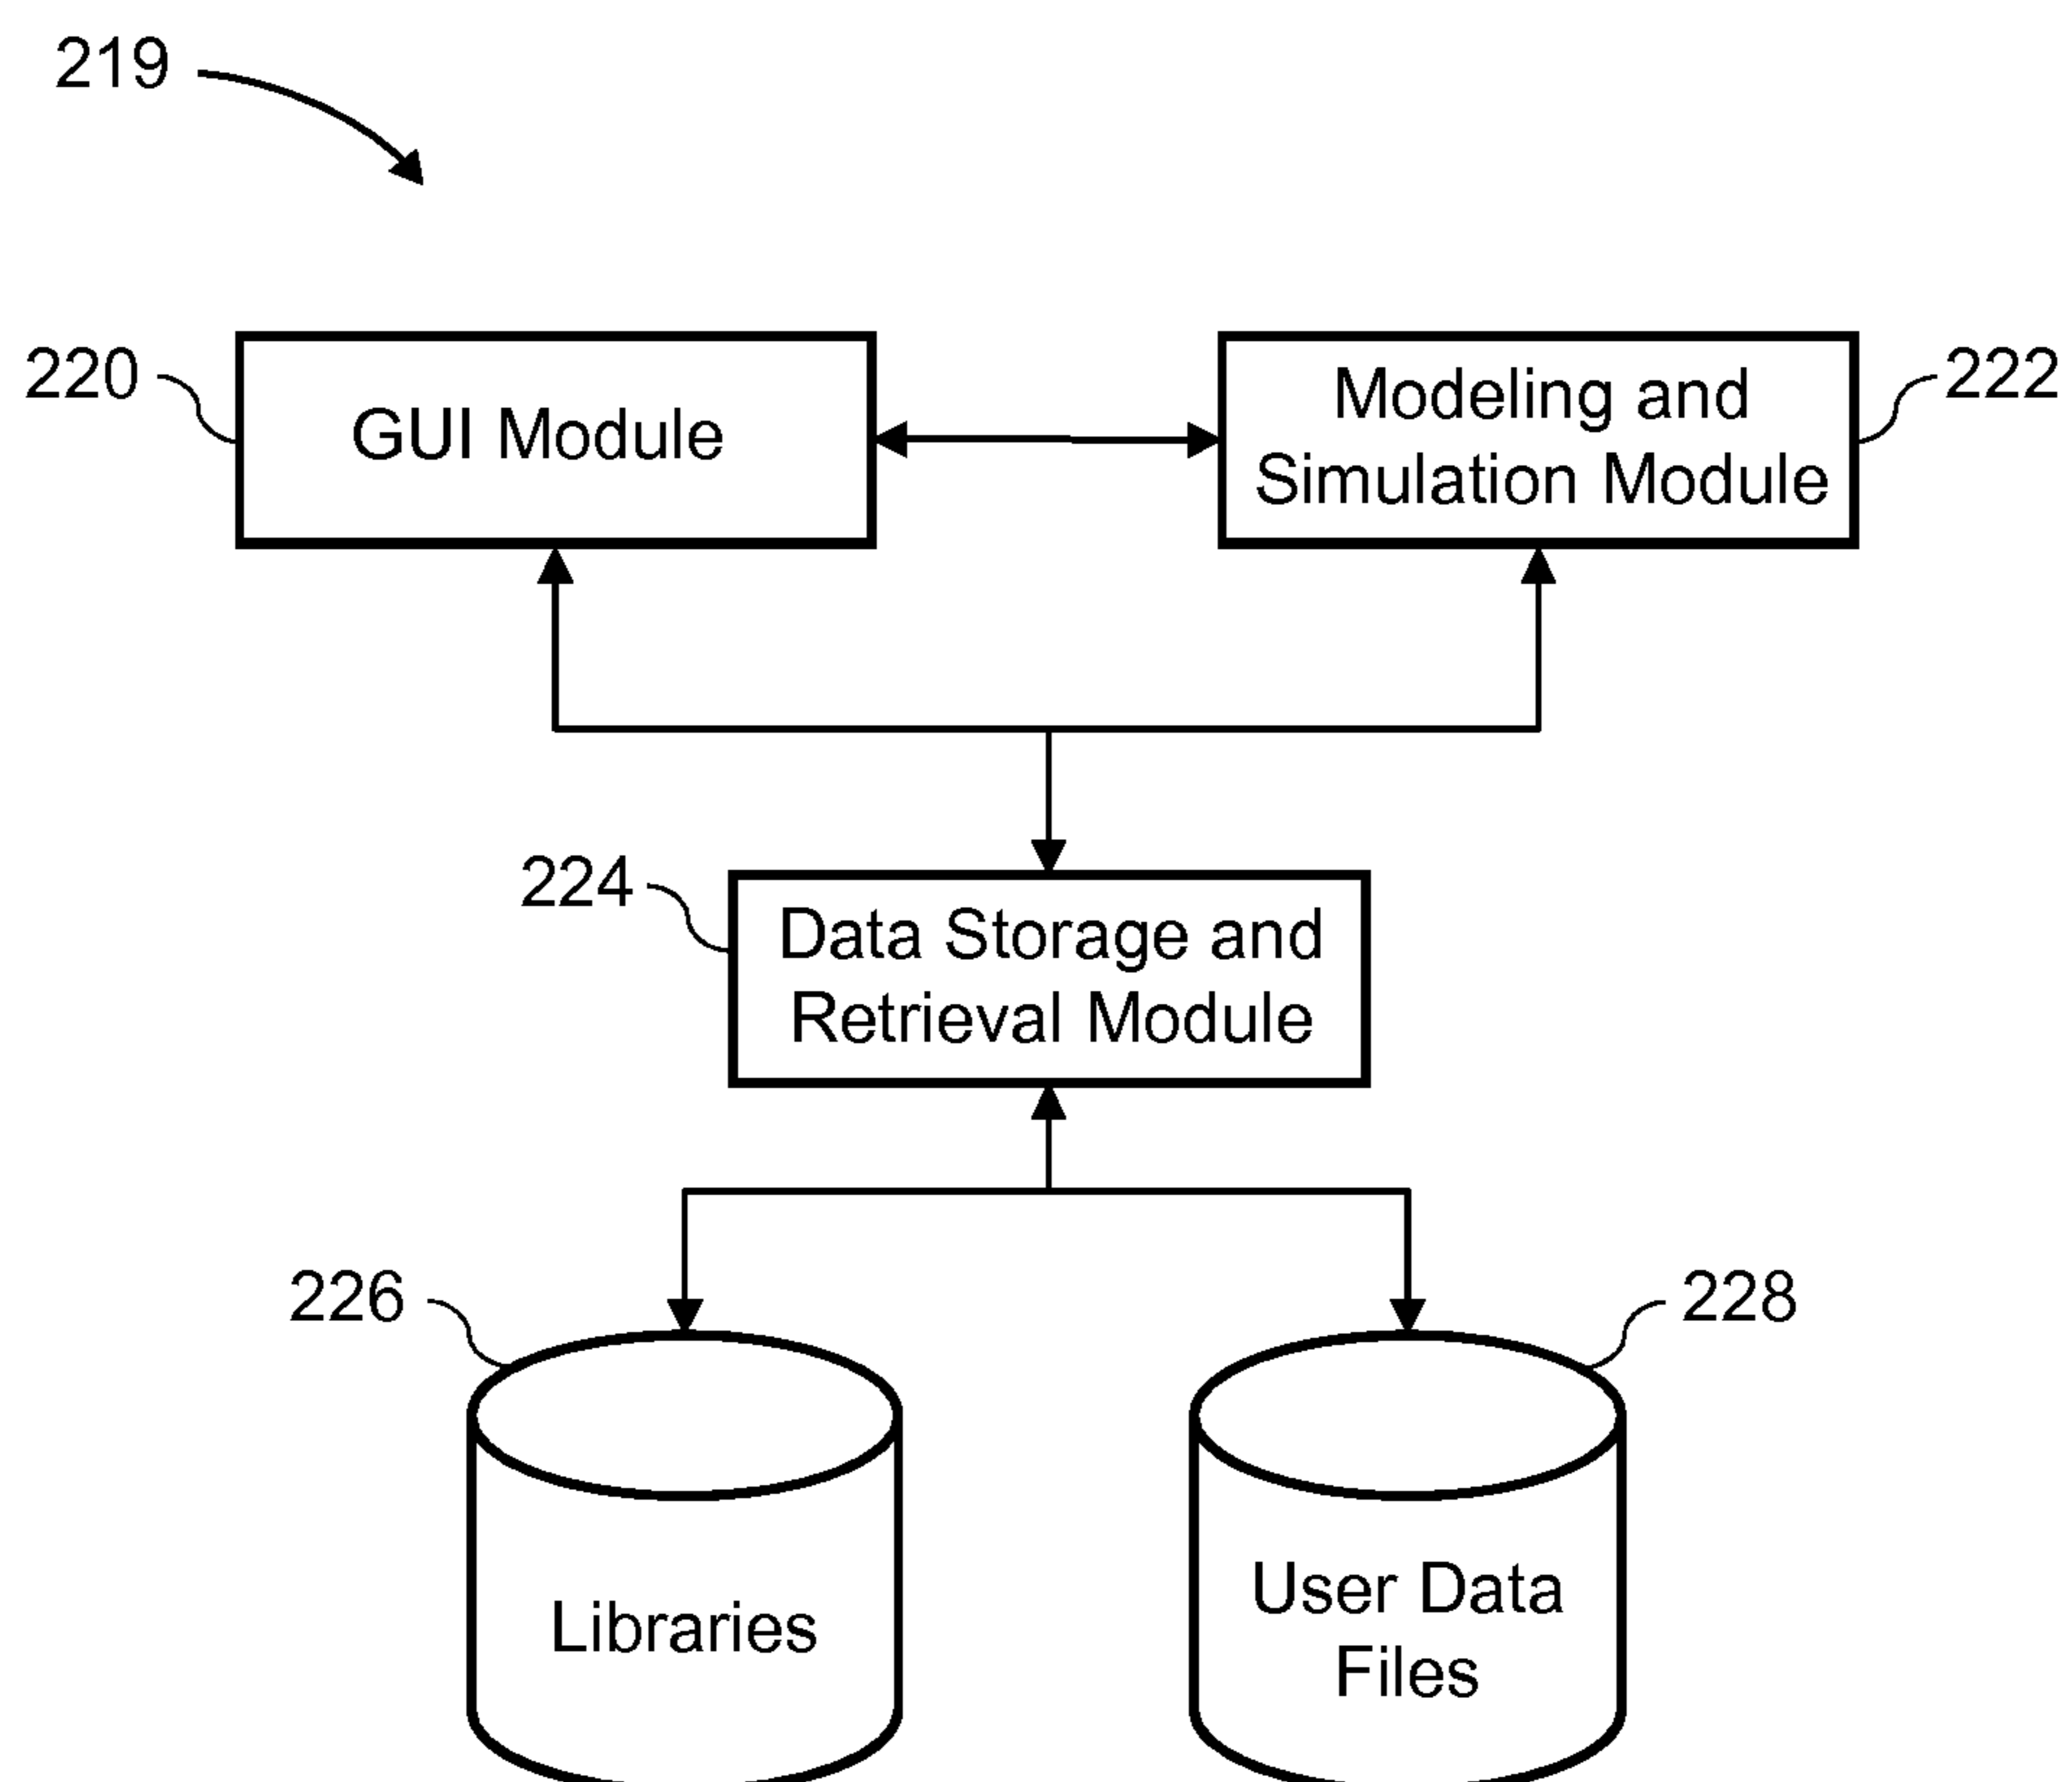 219
220
GUI Module
Modeling and
Simulation Module
222
224
Data Storage and
Retrieval Module
226
Libraries
228
User Data
Files